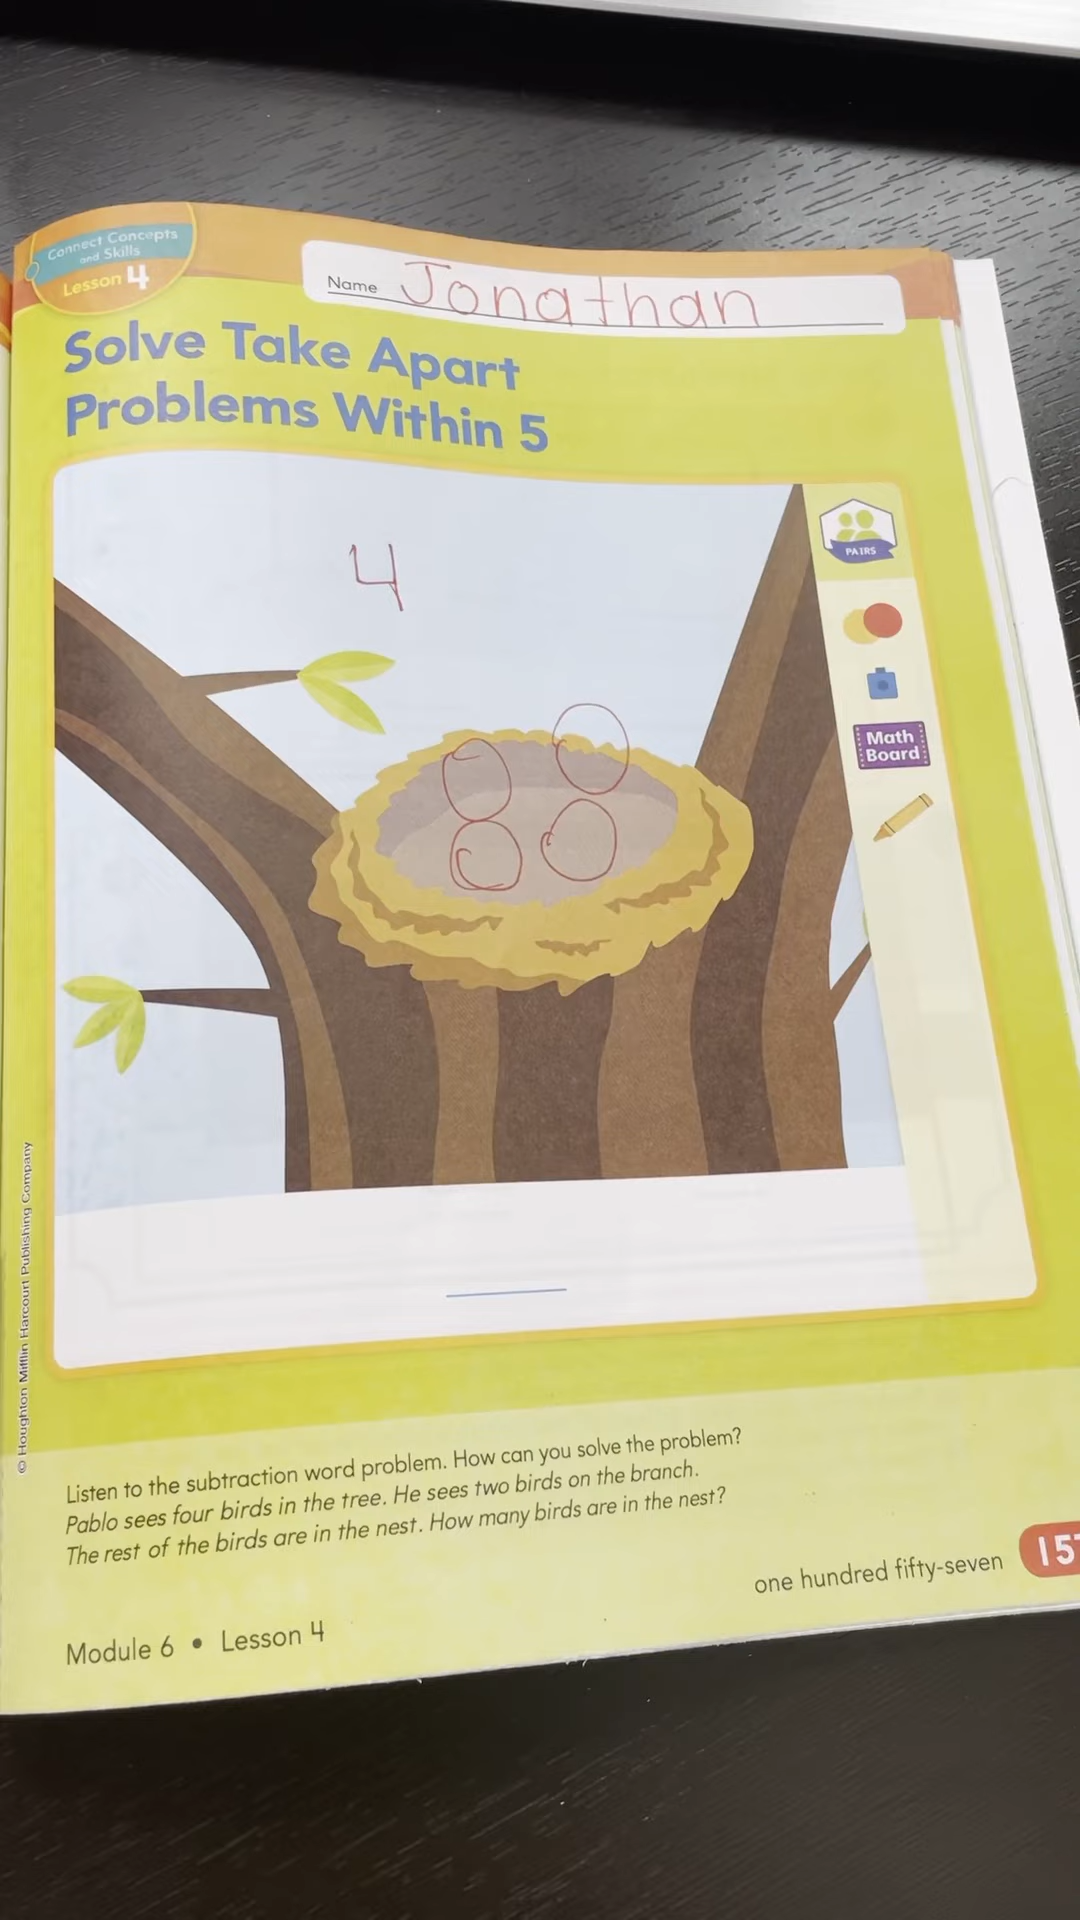 Connect Concepts
and Skills
Lesson 4
Name Jonathan
Solve Take Apart
Problems Within 5
4
PAIRS
Math
Board
© Houghton Mifflin Harcourt Publishing Company
Listen to the subtraction word problem. How can you solve the problem?
Pablo sees four birds in the tree. He sees two birds on the branch.
The rest of the birds are in the nest. How many birds are in the nest?
one hundred fifty-seven
Module 6 • Lesson 4